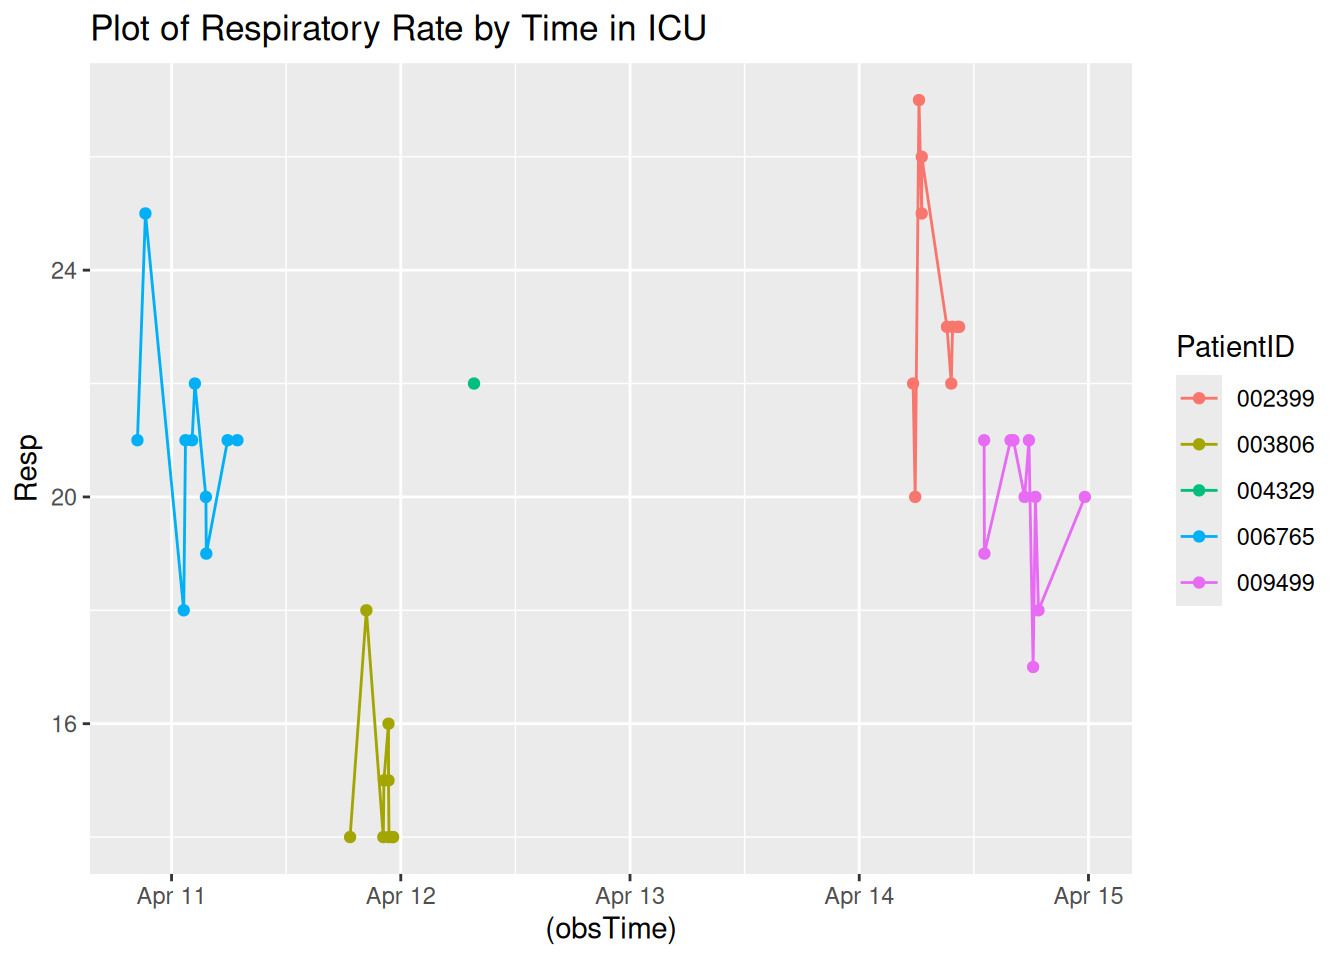 Plot of Respiratory Rate by Time in ICU
24
20
16
Resp
Apr 11
Apr 12
Apr 13
Apr 14
Apr 15
(obsTime)
PatientID
002399
003806
004329
006765
009499